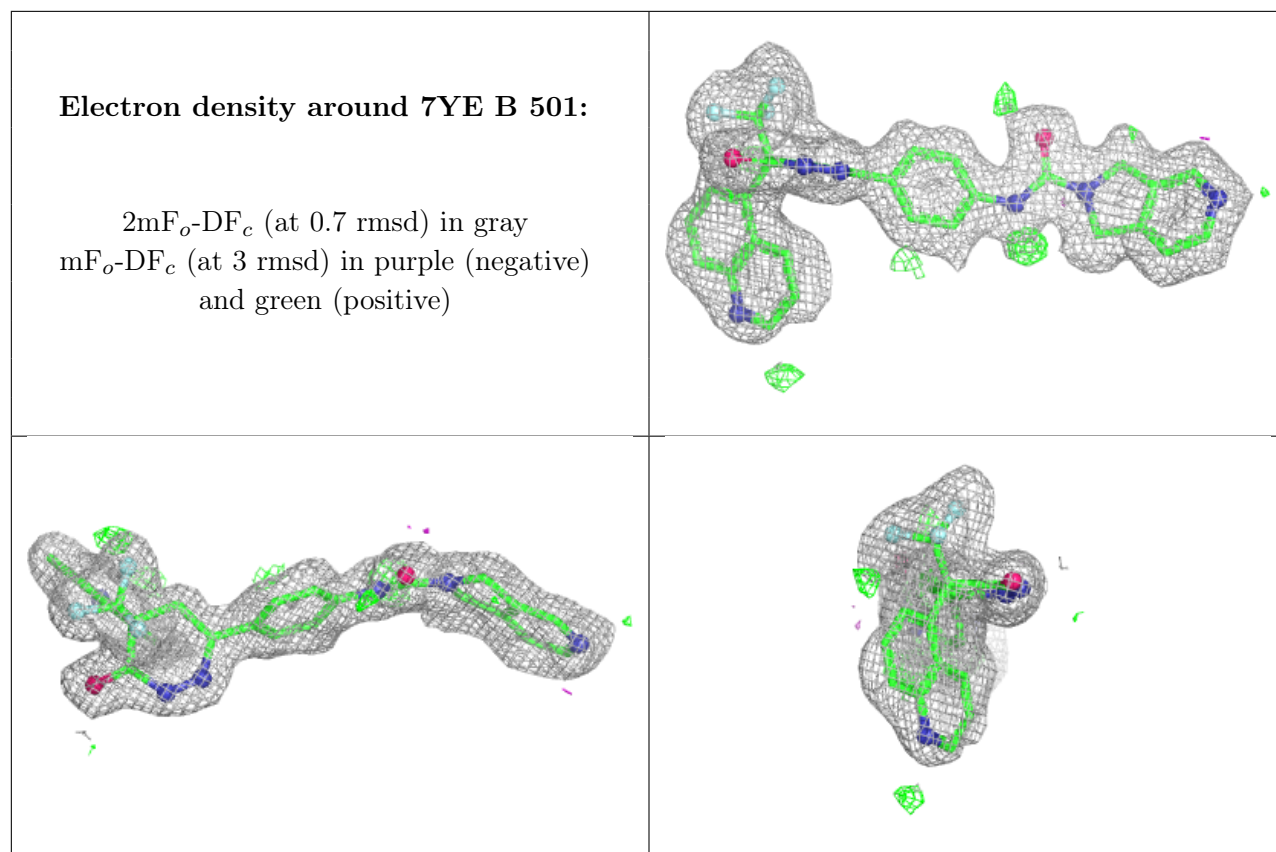 Electron density around 7YE B 501:
2mFₒ-DF𝒸 (at 0.7 rmsd) in gray
mFₒ-DF𝒸 (at 3 rmsd) in purple (negative)
and green (positive)